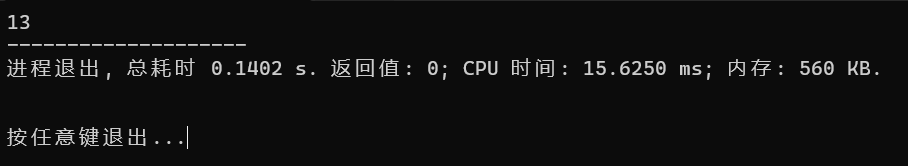 13
--------------------
进程退出, 总耗时 0.1402 s. 返回值: 0; CPU 时间: 15.6250 ms; 内存: 560 KB.
按任意键退出...